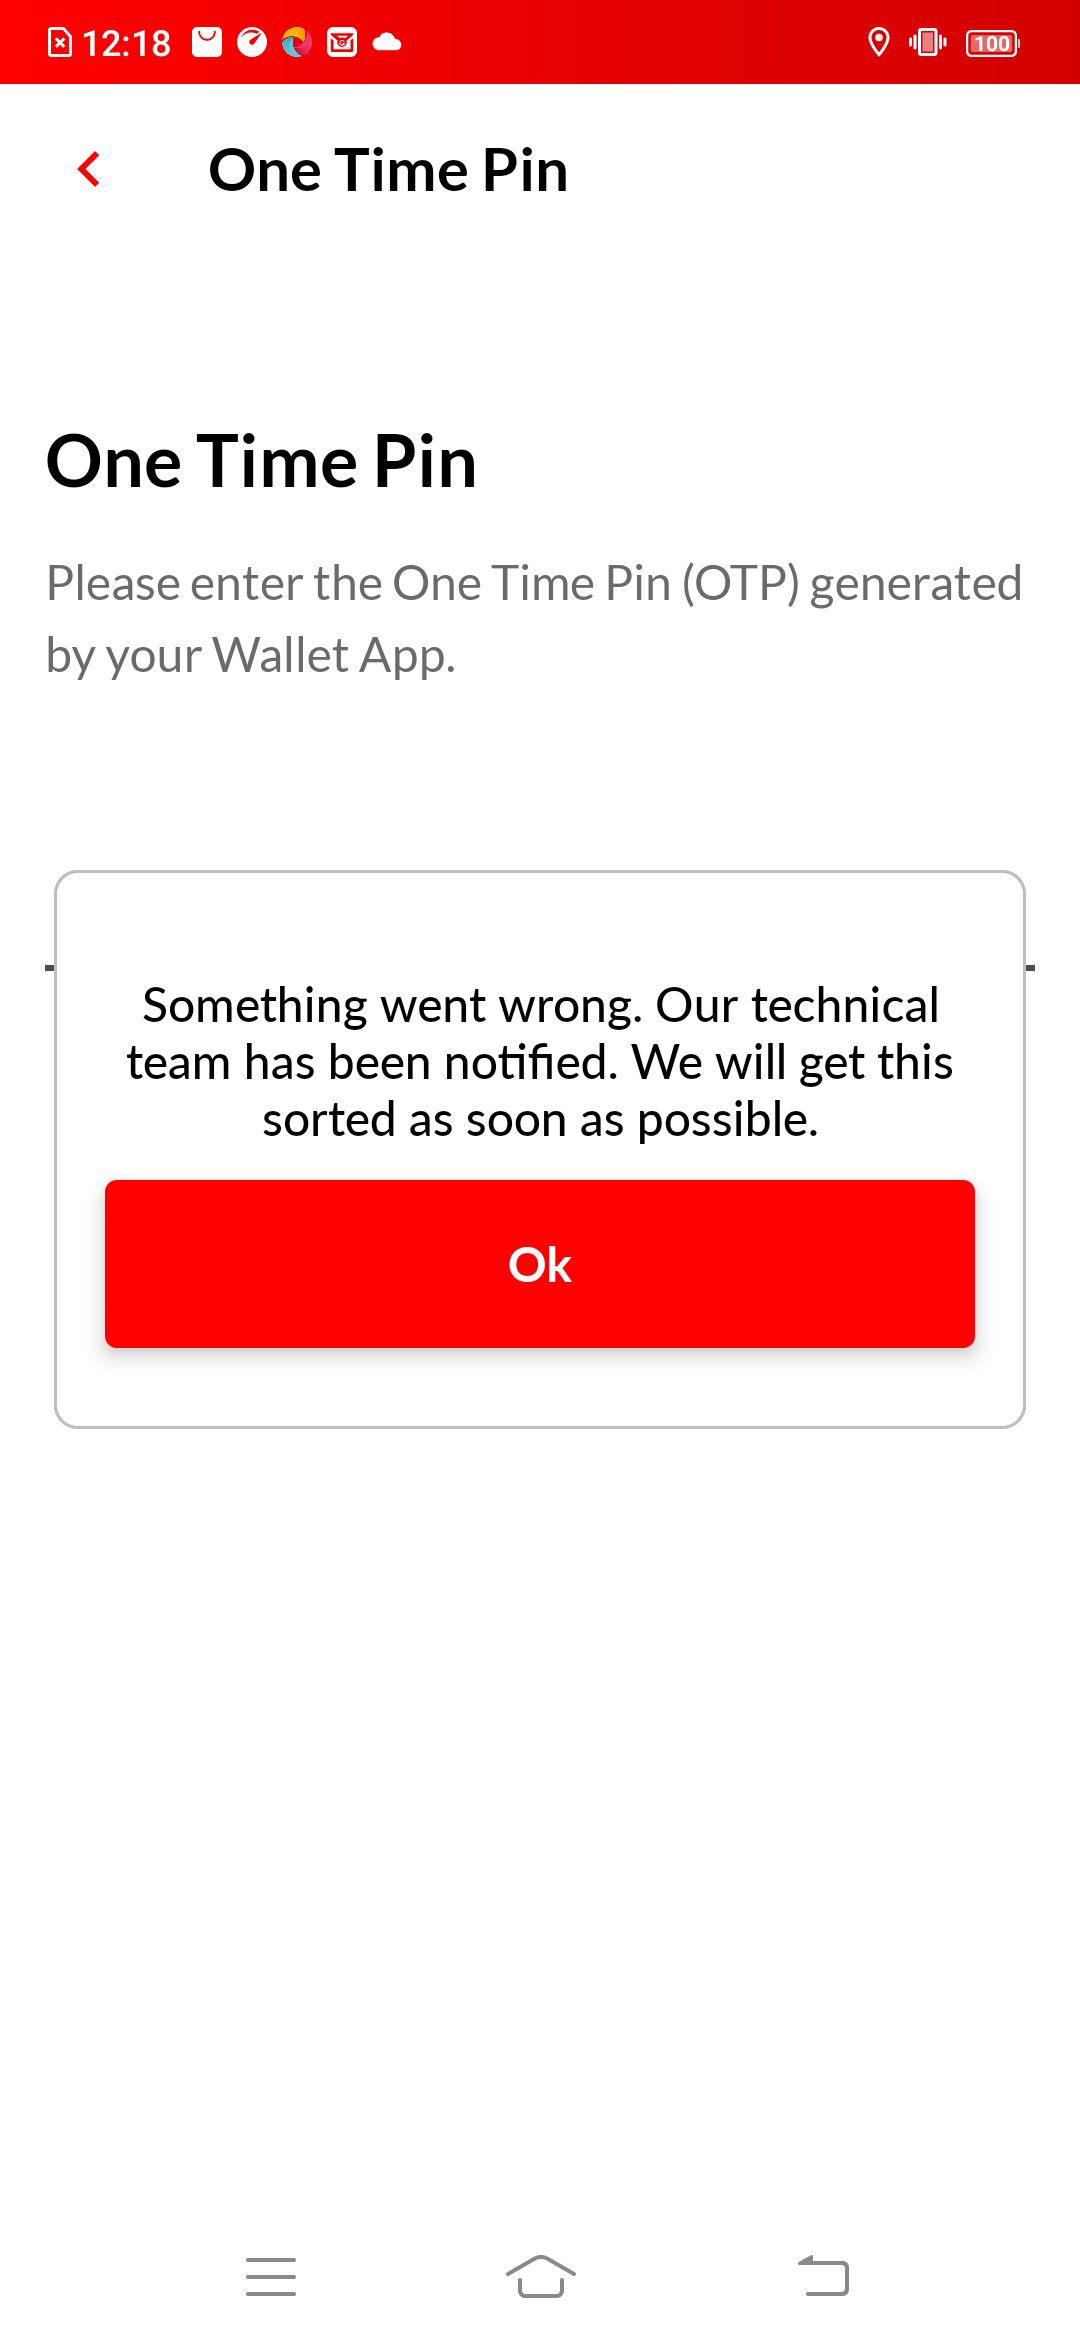 12:18
100
One Time Pin
One Time Pin
Please enter the One Time Pin (OTP) generated
by your Wallet App.
Something went wrong. Our technical
team has been notified. We will get this
sorted as soon as possible.
Ok